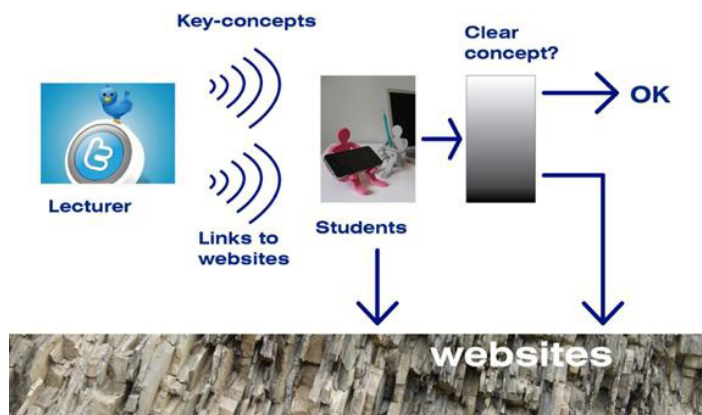 Key-concepts
Clear
concept?
OK
t
Lecturer
Students
Links to
websites
websites